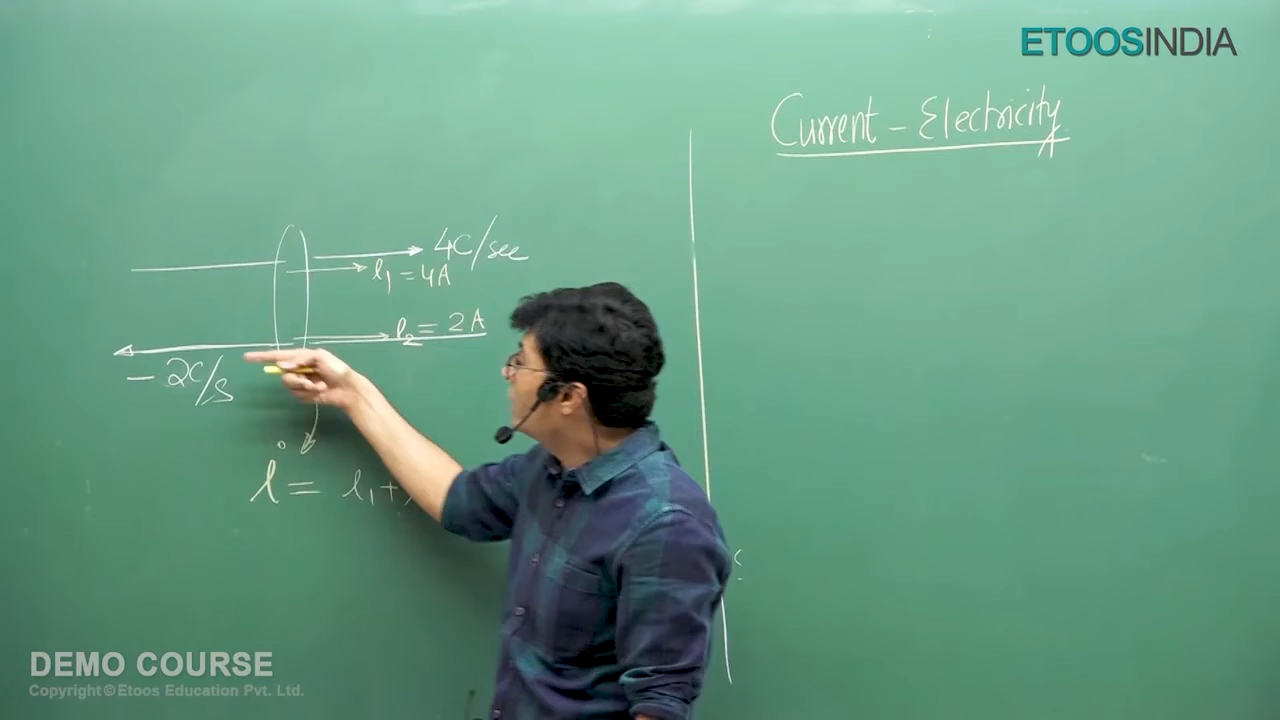 ETOOSINDIA
Current - Electricity
4C/sec
i₁ = 4A
i₂ = 2A
- 2C/s
i = i₁ +
DEMO COURSE
Copyright © Etoos Education Pvt. Ltd.